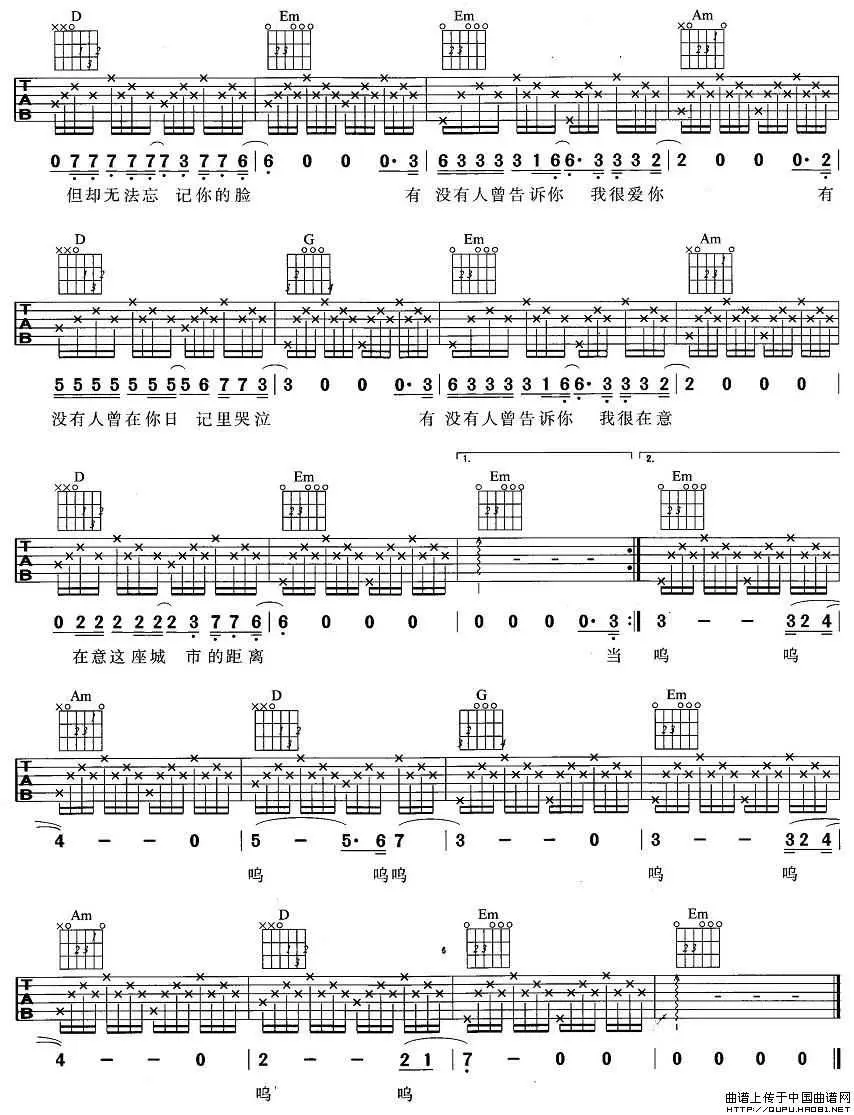 D Em Em Am
T
A
B
0 7 7 7 7 7 7 7 3 7 7 6 | 6 0 0 0· 3 | 6 3 3 3 3 1 6 6· 3 3 3 2 | 2 0 0 0· 2
但却无法忘 记你的脸 有 没有人曾告诉你 我很爱你 有
D G Em Am
T
A
B
5 5 5 5 5 5 5 5 6 7 7 3 | 3 0 0 0· 3 | 6 3 3 3 3 1 6 6· 3 3 3 2 | 2 0 0 0
没有人曾在你日 记里哭泣 有 没有人曾告诉你 我很在意
1. 2.
D Em Em Em
T
A
B
0 2 2 2 2 2 2 3 7 7 6 | 6 0 0 0 | 0 0 0 0· 3 :‖ 3 – – 3 2 4
在意这座城 市的距离 当 呜 呜
Am D G Em
T
A
B
4 – – 0 | 5 – 5· 6 7 | 3 – – 0 | 3 – – 3 2 4
呜 呜呜 呜 呜
Am D Em Em
6
T
A
B
4 – – 0 | 2 – – 2 1 | 7 – 0 0 | 0 0 0 0 ‖
呜 呜
曲谱上传于中国曲谱网
HTTP://QUPU.HAO81.NET